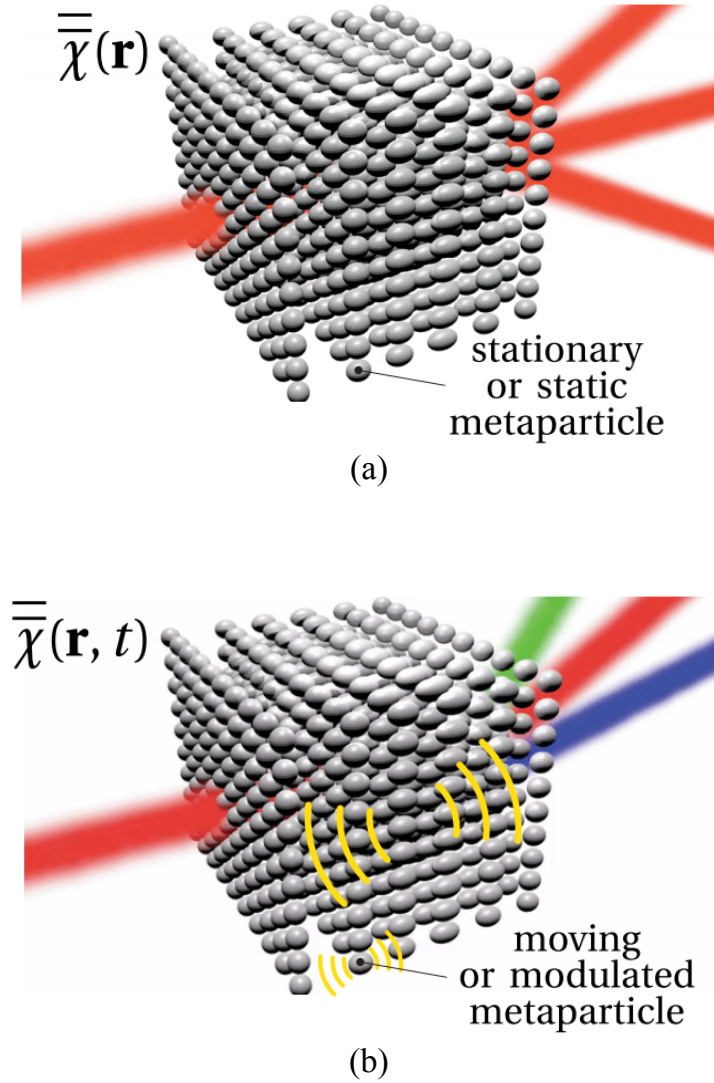 χ̿(r)
stationary
or static
metaparticle
(a)
χ̿(r, t)
moving
or modulated
metaparticle
(b)